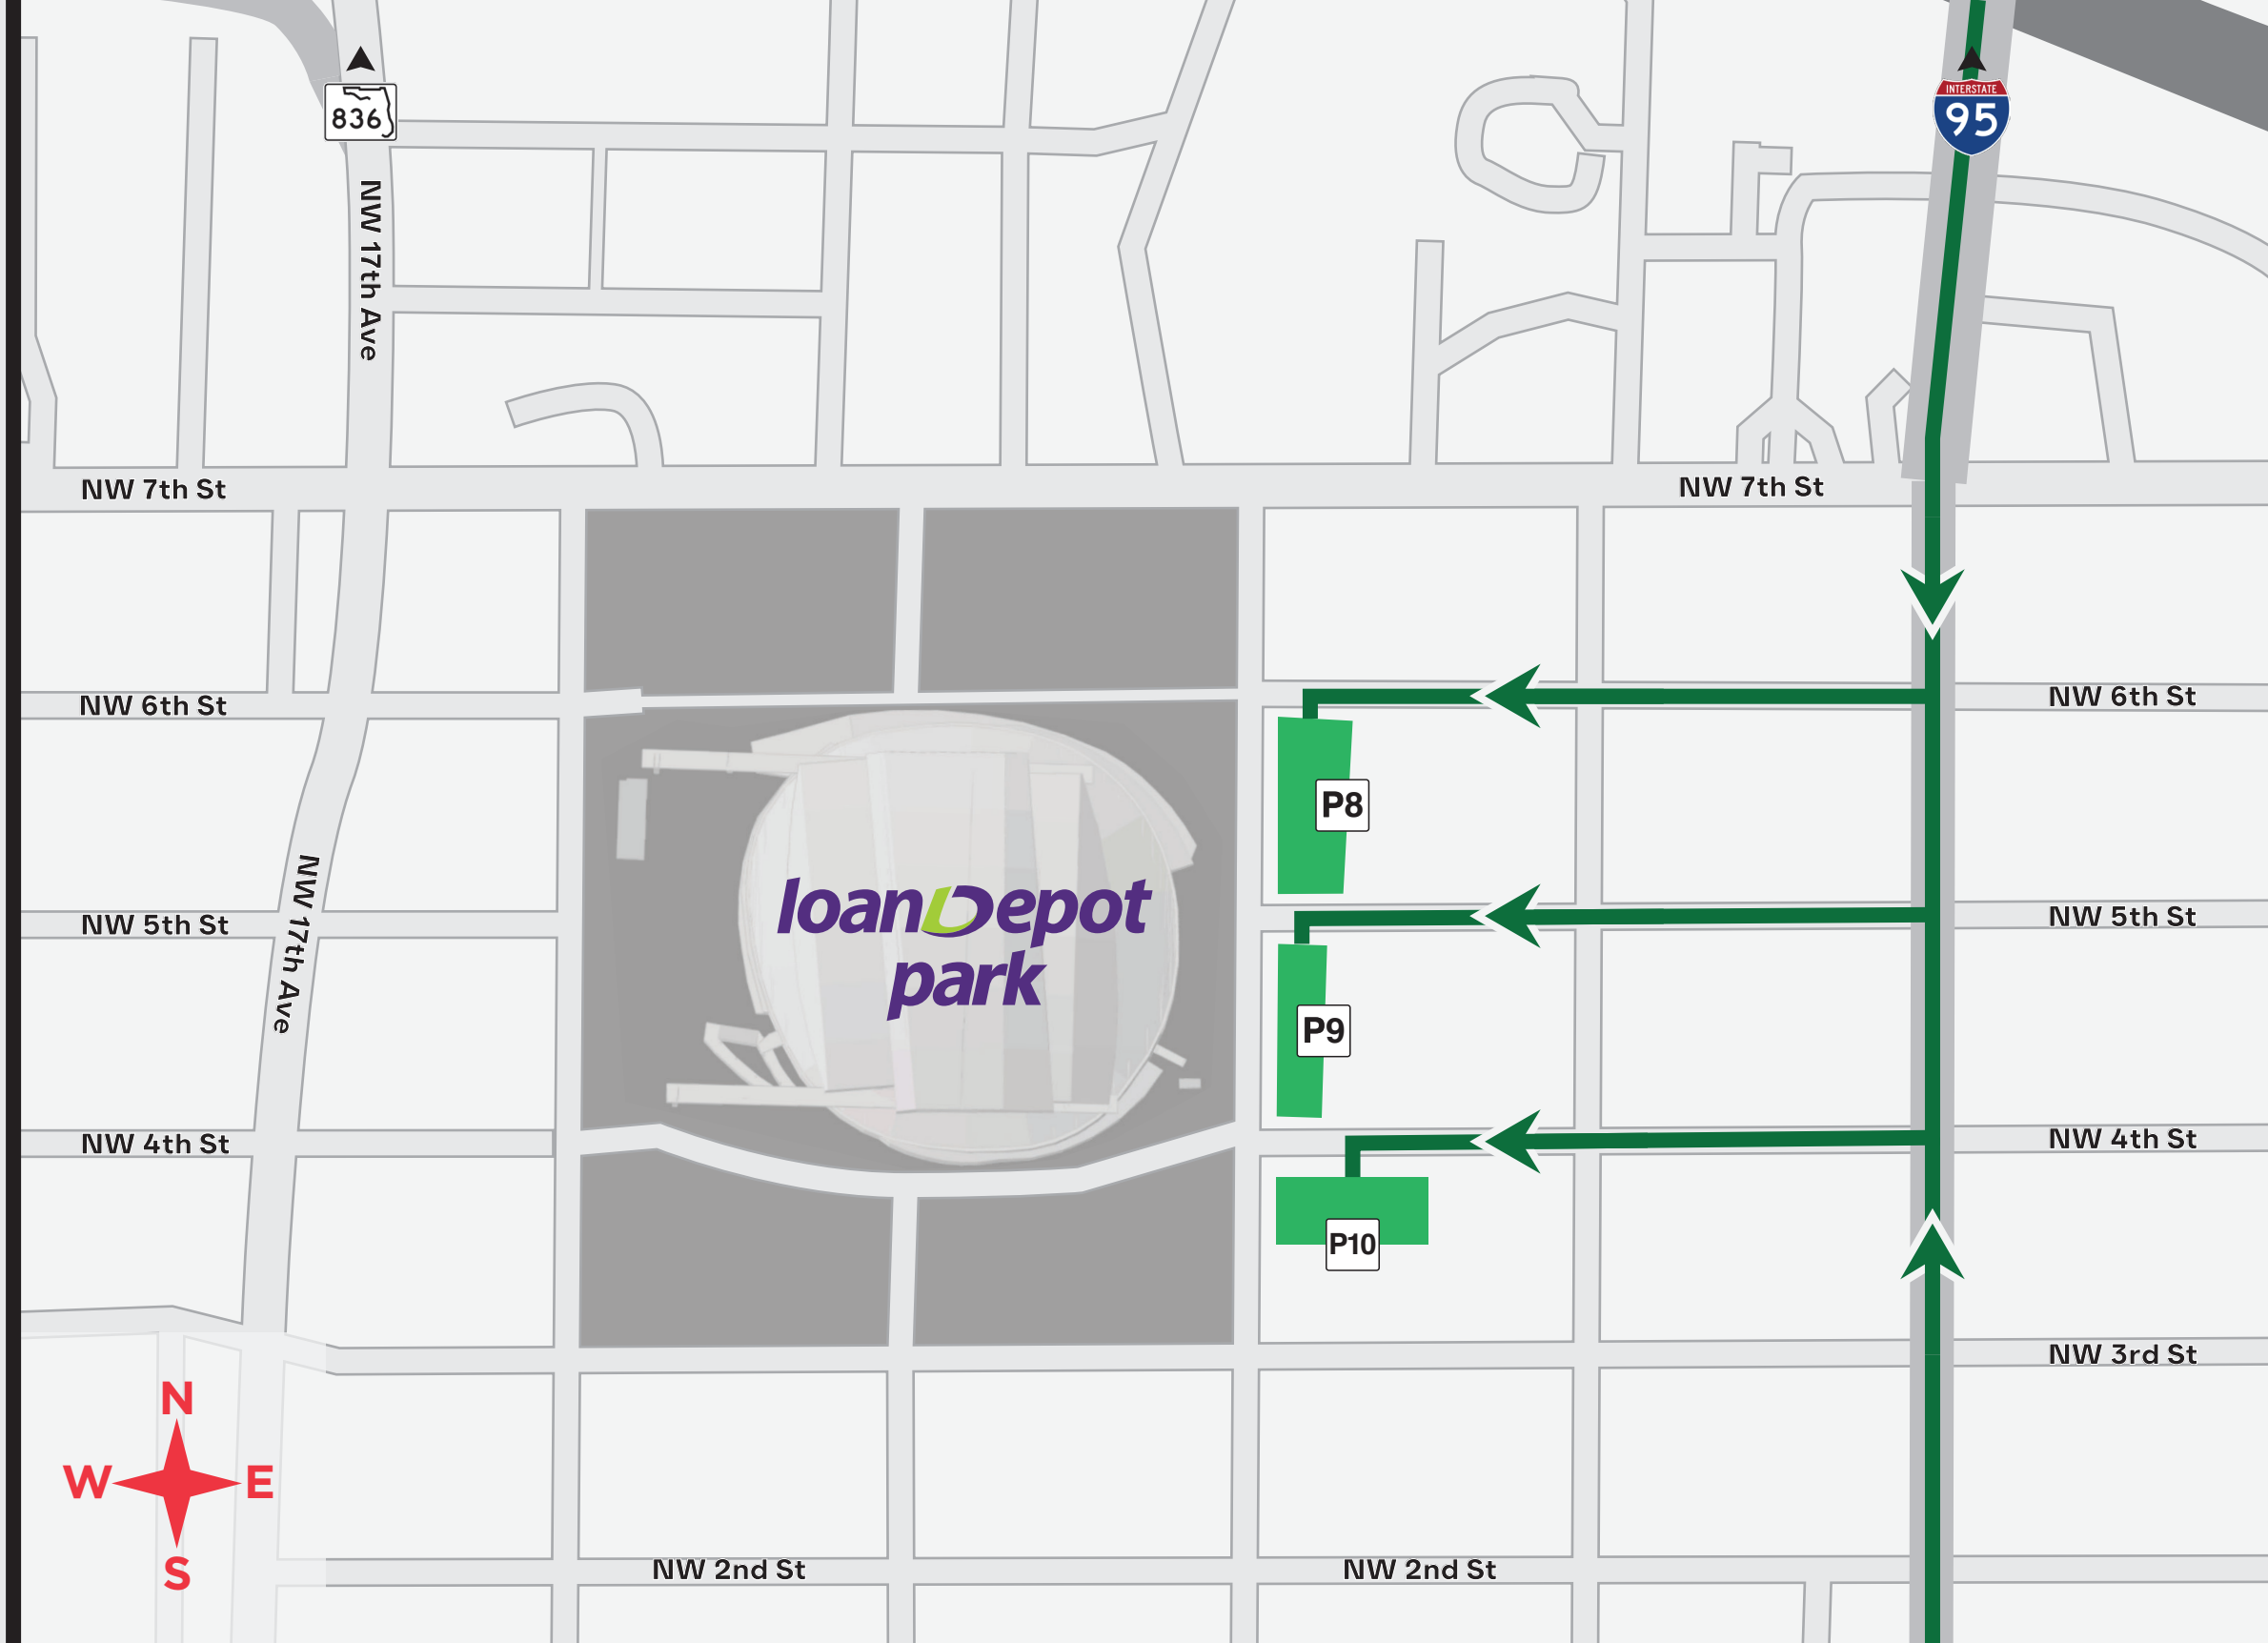 836
INTERSTATE
95
NW 17th Ave
NW 7th St
NW 7th St
NW 6th St
NW 6th St
P8
loanDepot
park
NW 17th Ave
NW 5th St
NW 5th St
P9
NW 4th St
NW 4th St
P10
NW 3rd St
N
W E
S
NW 2nd St
NW 2nd St